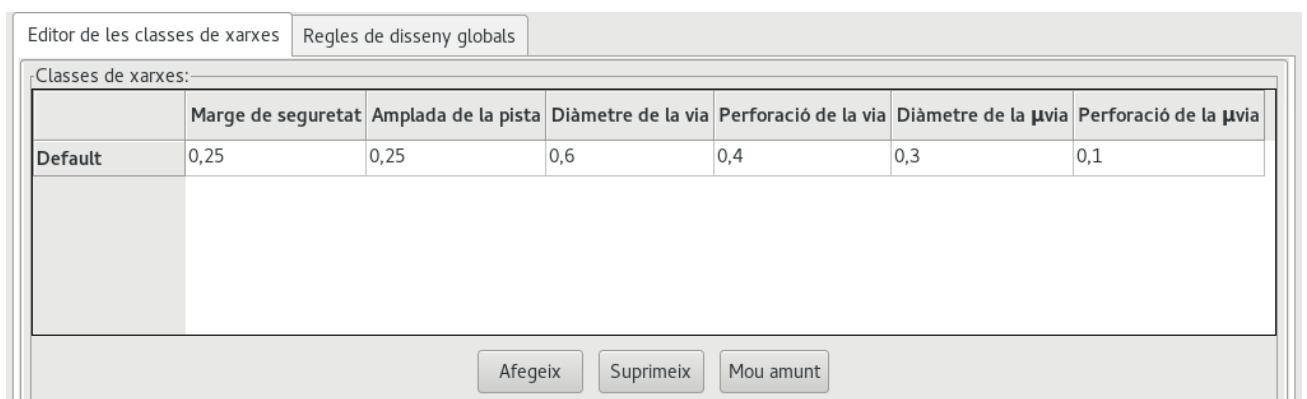 Editor de les classes de xarxes Regles de disseny globals
Classes de xarxes:
Marge de seguretat Amplada de la pista Diàmetre de la via Perforació de la via Diàmetre de la µvia Perforació de la µvia
Default 0,25 0,25 0,6 0,4 0,3 0,1
Afegeix Suprimeix Mou amunt